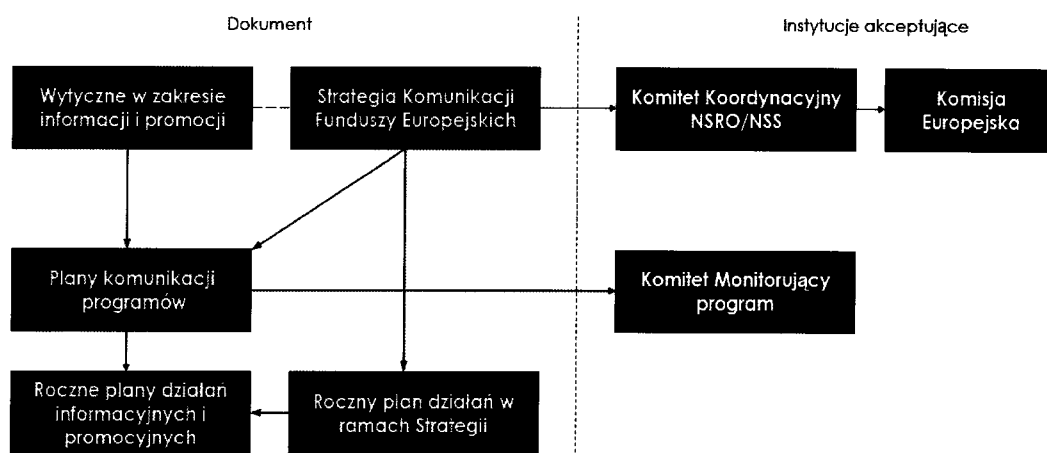 Dokument
Instytucje akceptujące
Wytyczne w zakresie
informacji i promocji
Strategia Komunikacji
Funduszy Europejskich
Komitet Koordynacyjny
NSRO/NSS
Komisja
Europejska
Plany komunikacji
programów
Komitet Monitorujący
program
Roczne plany działań
informacyjnych i
promocyjnych
Roczny plan działań w
ramach Strategii